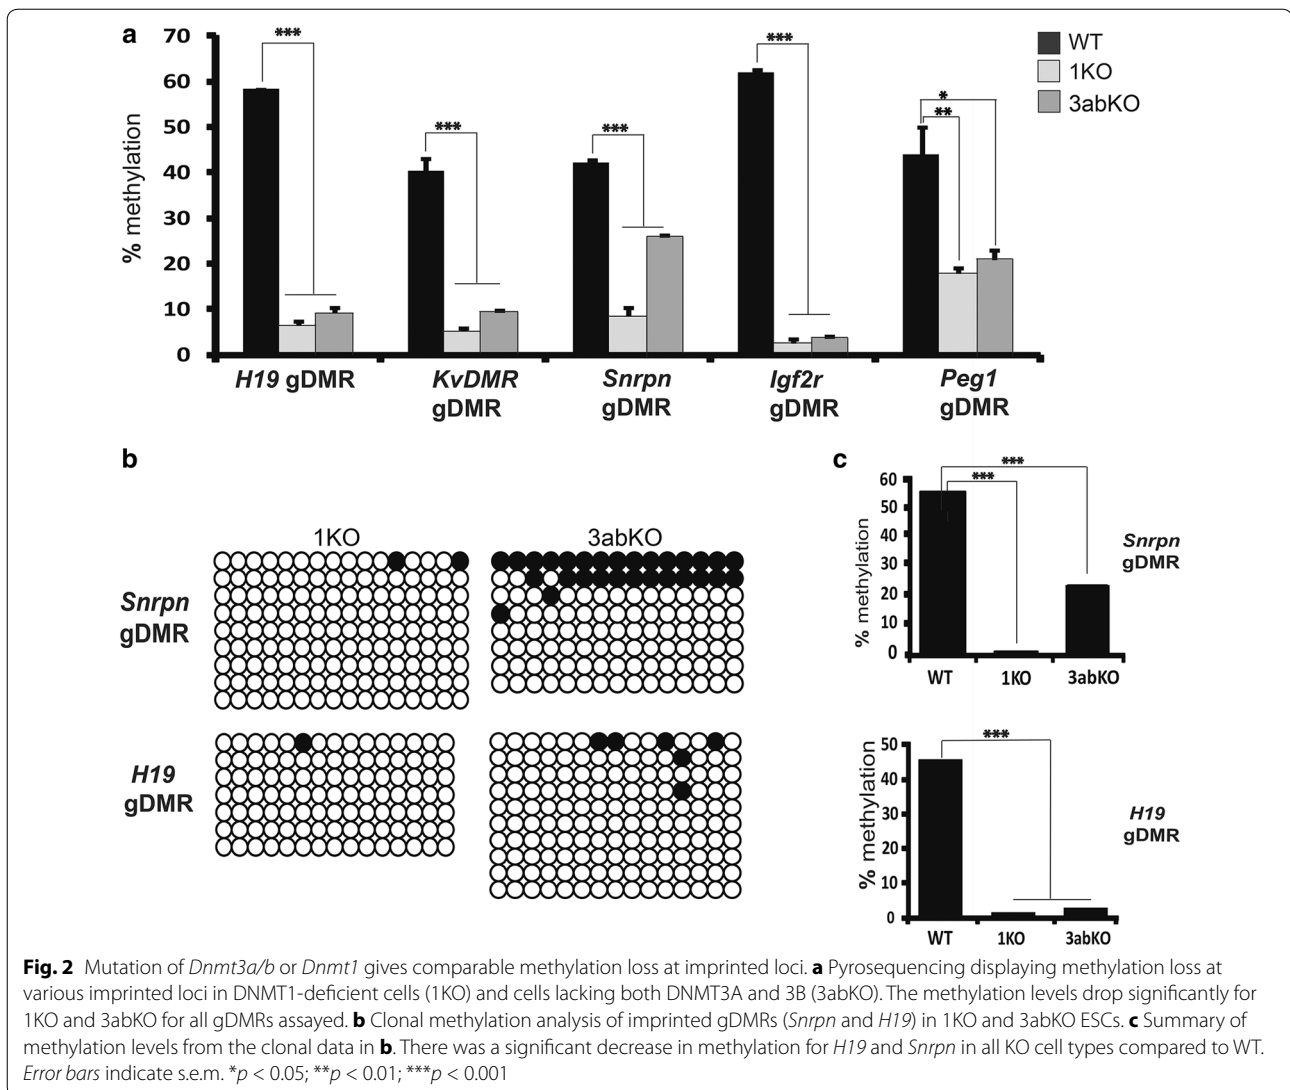 a
70
60
50
40
30
20
10
0
% methylation
***
***
***
***
*
**
WT
1KO
3abKO
H19 gDMR
KvDMR
gDMR
Snrpn
gDMR
Igf2r
gDMR
Peg1
gDMR
b
1KO
3abKO
Snrpn
gDMR
H19
gDMR
c
60
50
40
30
20
10
0
% methylation
***
***
Snrpn
gDMR
WT
1KO
3abKO
50
40
30
20
10
0
% methylation
***
H19
gDMR
WT
1KO
3abKO
Fig. 2 Mutation of Dnmt3a/b or Dnmt1 gives comparable methylation loss at imprinted loci. a Pyrosequencing displaying methylation loss at
various imprinted loci in DNMT1-deficient cells (1KO) and cells lacking both DNMT3A and 3B (3abKO). The methylation levels drop significantly for
1KO and 3abKO for all gDMRs assayed. b Clonal methylation analysis of imprinted gDMRs (Snrpn and H19) in 1KO and 3abKO ESCs. c Summary of
methylation levels from the clonal data in b. There was a significant decrease in methylation for H19 and Snrpn in all KO cell types compared to WT.
Error bars indicate s.e.m. *p < 0.05; **p < 0.01; ***p < 0.001